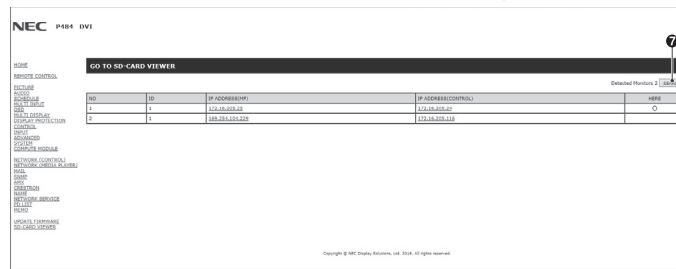 NEC P484 DVI
HOME
REMOTE CONTROL
PICTURE
AUDIO
SCHEDULE
MULTI INPUT
OSD
MULTI DISPLAY
DISPLAY PROTECTION
CONTROL
INPUT
ADVANCED
SYSTEM
COMPUTE MODULE
NETWORK (CONTROL)
NETWORK (MEDIA PLAYER)
MAIL
SNMP
AMX
CRESTRON
NAME
NETWORK SERVICE
PD LIST
MEMO
UPDATE FIRMWARE
SD-CARD VIEWER
GO TO SD-CARD VIEWER
7
Detected Monitors 2
NO ID IP ADDRESS(MP) IP ADDRESS(CONTROL) HERE
1 1 172.16.205.25 172.16.205.24 O
2 1 169.254.104.229 172.16.205.116
Copyright © NEC Display Solutions, Ltd. 2014. All rights reserved.